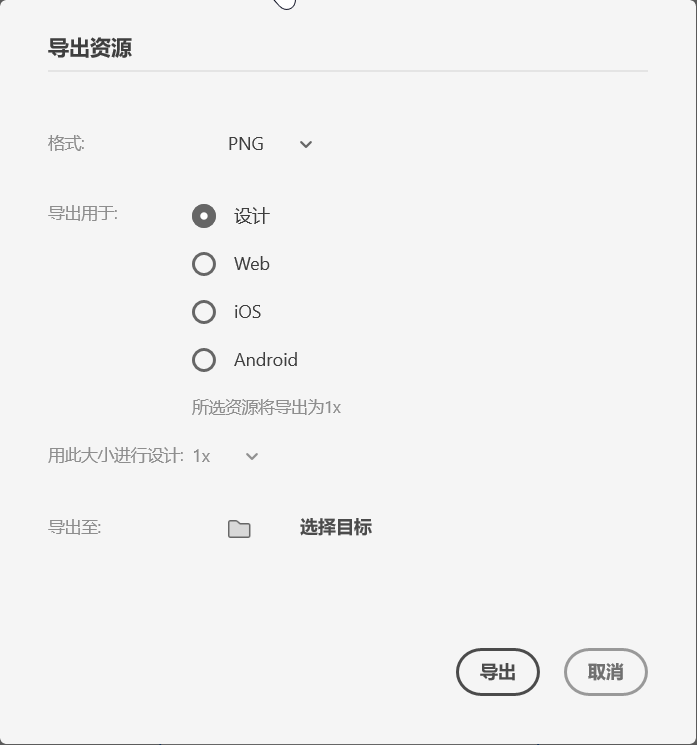 导出资源
格式: PNG
导出用于: 设计
Web
iOS
Android
所选资源将导出为1x
用此大小进行设计: 1x
导出至: 选择目标
导出 取消